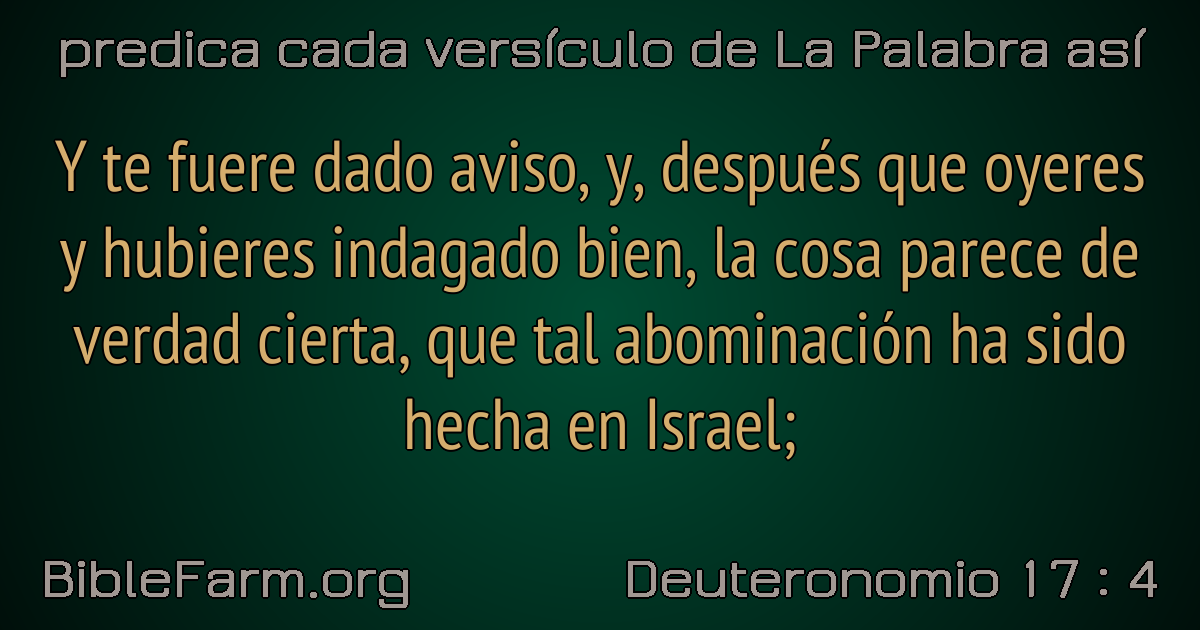 predica cada versículo de La Palabra así
Y te fuere dado aviso, y, después que oyeres
y hubieres indagado bien, la cosa parece de
verdad cierta, que tal abominación ha sido
hecha en Israel;
BibleFarm.org
Deuteronomio 17 : 4